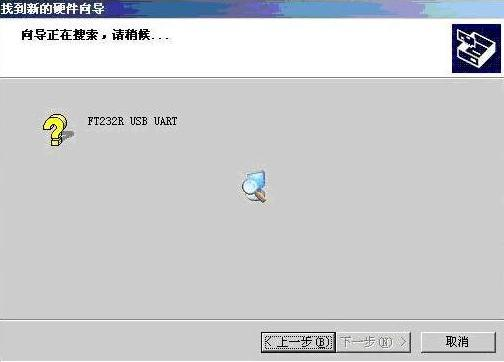 找到新的硬件向导
向导正在搜索，请稍候...
FT232R USB UART
< 上一步(B)
下一步(N) >
取消